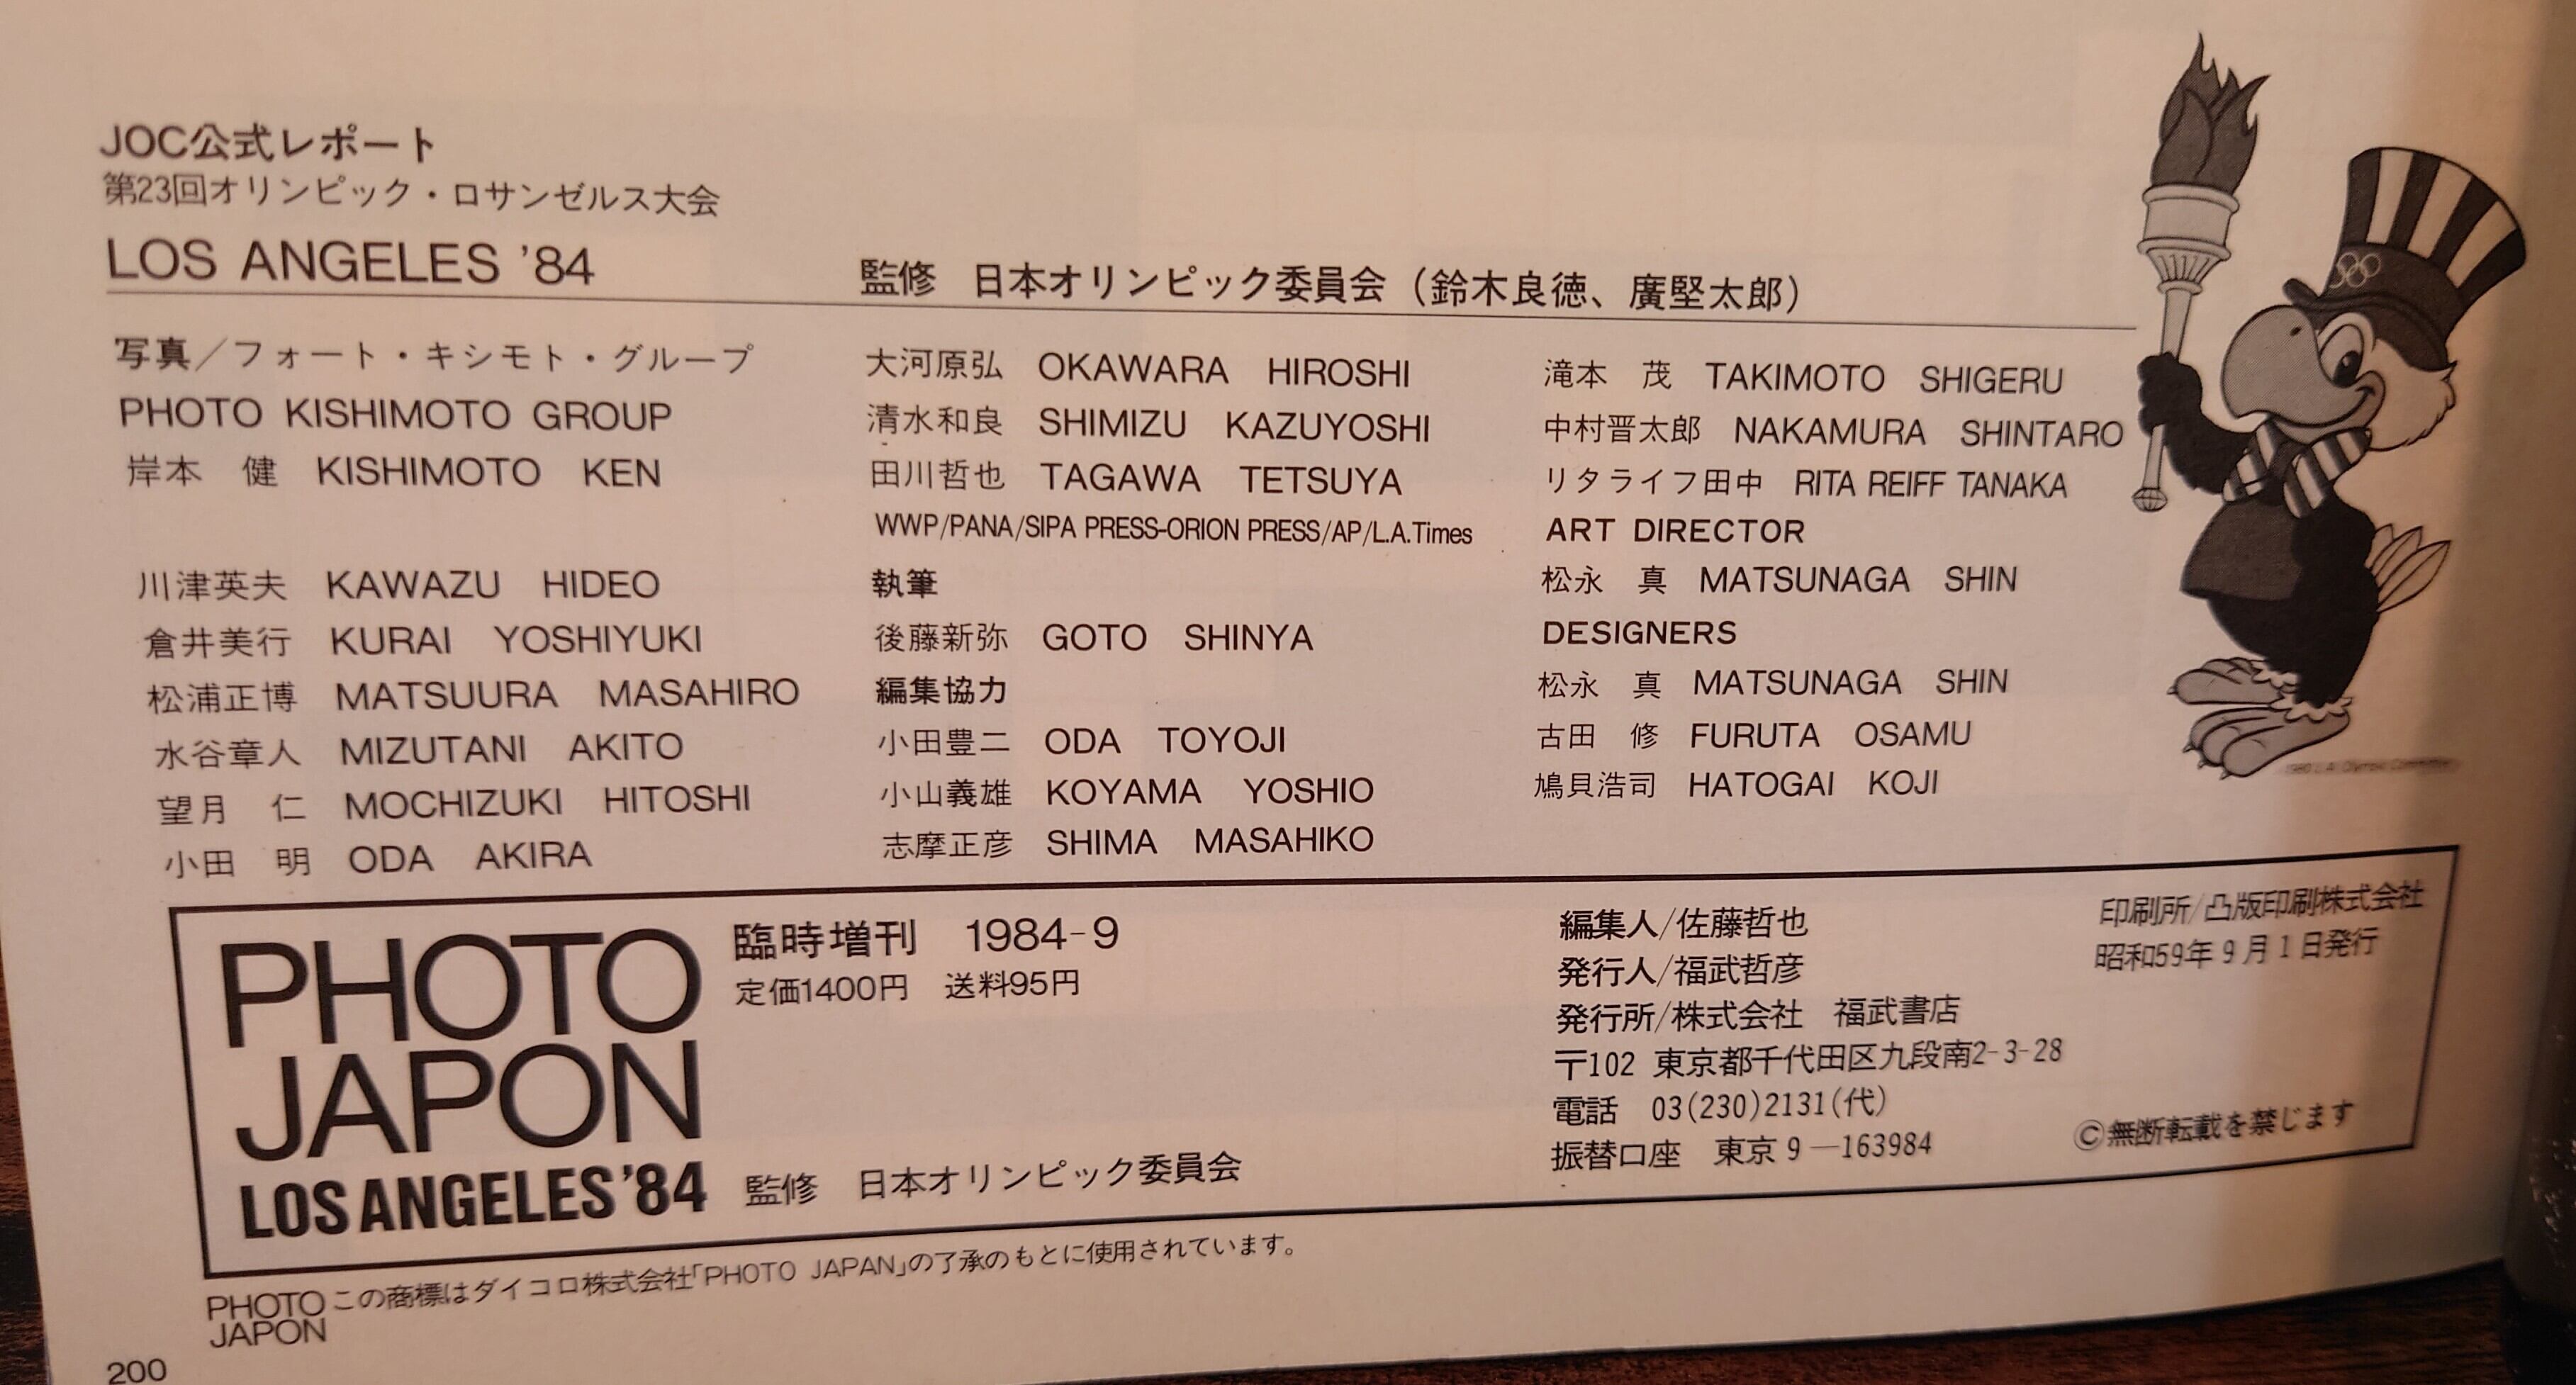 JOC公式レポート
第23回オリンピック・ロサンゼルス大会
LOS ANGELES '84
監修 日本オリンピック委員会（鈴木良徳、廣堅太郎）
写真／フォート・キシモト・グループ
PHOTO KISHIMOTO GROUP
岸本 健 KISHIMOTO KEN
川津英夫 KAWAZU HIDEO
倉井美行 KURAI YOSHIYUKI
松浦正博 MATSUURA MASAHIRO
水谷章人 MIZUTANI AKITO
望月 仁 MOCHIZUKI HITOSHI
小田 明 ODA AKIRA
大河原弘 OKAWARA HIROSHI
清水和良 SHIMIZU KAZUYOSHI
田川哲也 TAGAWA TETSUYA
WWP/PANA/SIPA PRESS-ORION PRESS/AP/L.A.Times
執筆
後藤新弥 GOTO SHINYA
編集協力
小田豊二 ODA TOYOJI
小山義雄 KOYAMA YOSHIO
志摩正彦 SHIMA MASAHIKO
滝本 茂 TAKIMOTO SHIGERU
中村晋太郎 NAKAMURA SHINTARO
リタライフ田中 RITA REIFF TANAKA
ART DIRECTOR
松永 真 MATSUNAGA SHIN
DESIGNERS
松永 真 MATSUNAGA SHIN
古田 修 FURUTA OSAMU
鳩貝浩司 HATOGAI KOJI
PHOTO
JAPON
LOS ANGELES '84
臨時増刊 1984-9
定価1400円 送料95円
監修 日本オリンピック委員会
編集人/佐藤哲也
発行人/福武哲彦
発行所/株式会社 福武書店
〒102 東京都千代田区九段南2-3-28
電話 03(230)2131(代)
振替口座 東京9―163984
印刷所/凸版印刷株式会社
昭和59年9月1日発行
©無断転載を禁じます
PHOTO
JAPON
この商標はダイコロ株式会社「PHOTO JAPAN」の了承のもとに使用されています。
200